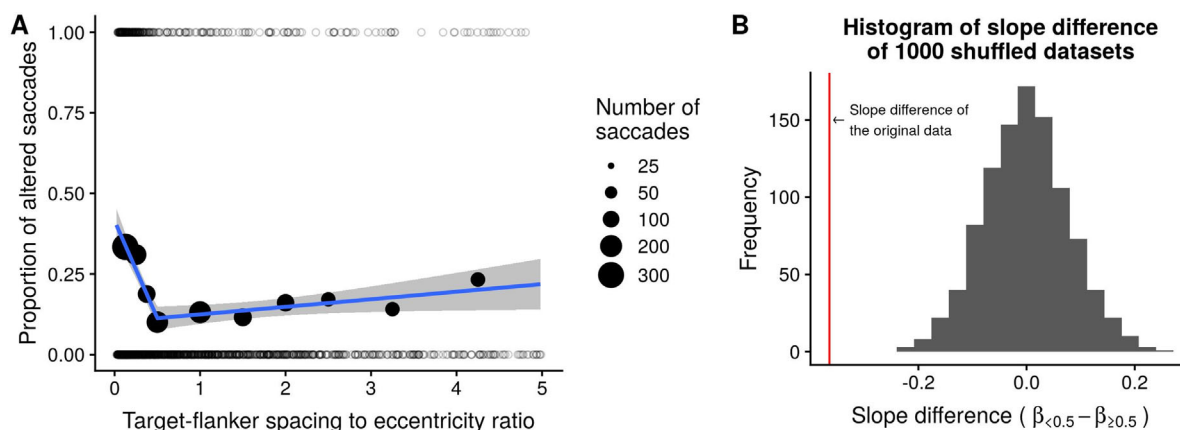 A
Proportion of altered saccades
1.00
0.75
0.50
0.25
0.00
0 1 2 3 4 5
Target-flanker spacing to eccentricity ratio
Number of
saccades
25
50
100
200
300
B
Histogram of slope difference
of 1000 shuffled datasets
← Slope difference of
the original data
Frequency
150
100
50
0
-0.2 0.0 0.2
Slope difference ( β<0.5 − β≥0.5 )